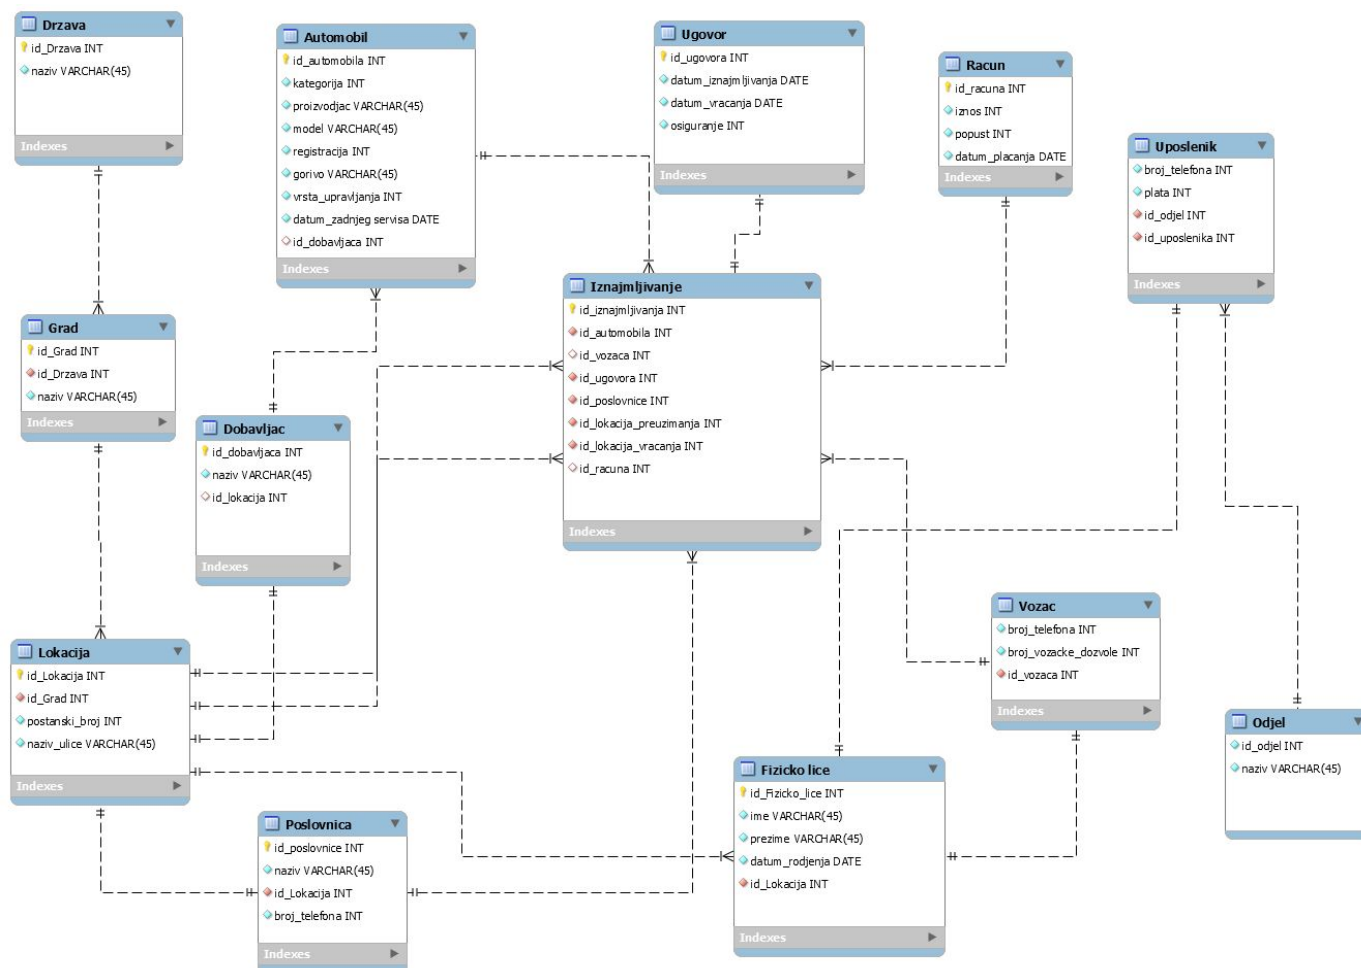 Drzava
id_Drzava INT
naziv VARCHAR(45)
Indexes
Automobil
id_automobila INT
kategorija INT
proizvodjac VARCHAR(45)
model VARCHAR(45)
registracija INT
gorivo VARCHAR(45)
vrsta_upravljanja INT
datum_zadnjeg servisa DATE
id_dobavljaca INT
Indexes
Ugovor
id_ugovora INT
datum_iznajmljivanja DATE
datum_vracanja DATE
osiguranje INT
Indexes
Racun
id_racuna INT
iznos INT
popust INT
datum_placanja DATE
Indexes
Uposlenik
broj_telefona INT
plata INT
id_odjel INT
id_uposlenika INT
Indexes
Grad
id_Grad INT
id_Drzava INT
naziv VARCHAR(45)
Indexes
Iznajmljivanje
id_iznajmljivanja INT
id_automobila INT
id_vozaca INT
id_ugovora INT
id_poslovnice INT
id_lokacija_preuzimanja INT
id_lokacija_vracanja INT
id_racuna INT
Indexes
Dobavljac
id_dobavljaca INT
naziv VARCHAR(45)
id_lokacija INT
Indexes
Lokacija
id_Lokacija INT
id_Grad INT
postanski_broj INT
naziv_ulice VARCHAR(45)
Indexes
Vozac
broj_telefona INT
broj_vozacke_dozvole INT
id_vozaca INT
Indexes
Odjel
id_odjel INT
naziv VARCHAR(45)
Fizicko lice
id_Fizicko_lice INT
ime VARCHAR(45)
prezime VARCHAR(45)
datum_rodjenja DATE
id_Lokacija INT
Indexes
Poslovnica
id_poslovnice INT
naziv VARCHAR(45)
id_Lokacija INT
broj_telefona INT
Indexes